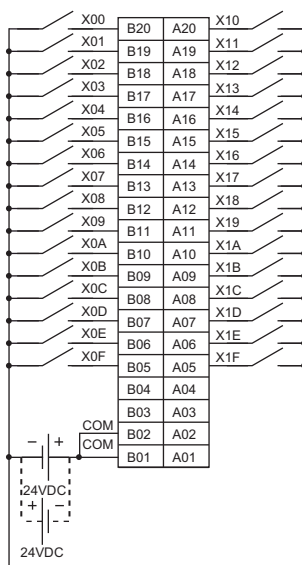 X00 B20 A20 X10
X01 B19 A19 X11
X02 B18 A18 X12
X03 B17 A17 X13
X04 B16 A16 X14
X05 B15 A15 X15
X06 B14 A14 X16
X07 B13 A13 X17
X08 B12 A12 X18
X09 B11 A11 X19
X0A B10 A10 X1A
X0B B09 A09 X1B
X0C B08 A08 X1C
X0D B07 A07 X1D
X0E B06 A06 X1E
X0F B05 A05 X1F
B04 A04
B03 A03
COM B02 A02
COM B01 A01
− +
24VDC
+ −
24VDC